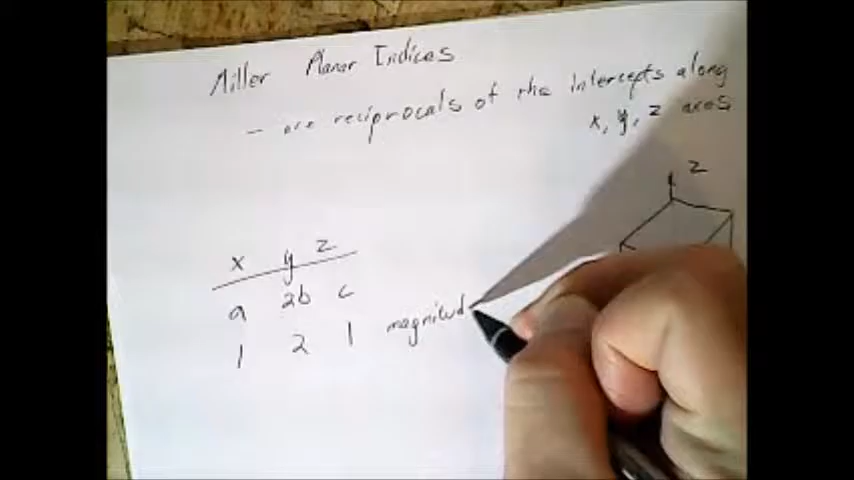 Miller Planar Indices
- are reciprocals of the intercepts along
x, y, z axes
z
x y z
a 2b c
1 2 1 magnitud